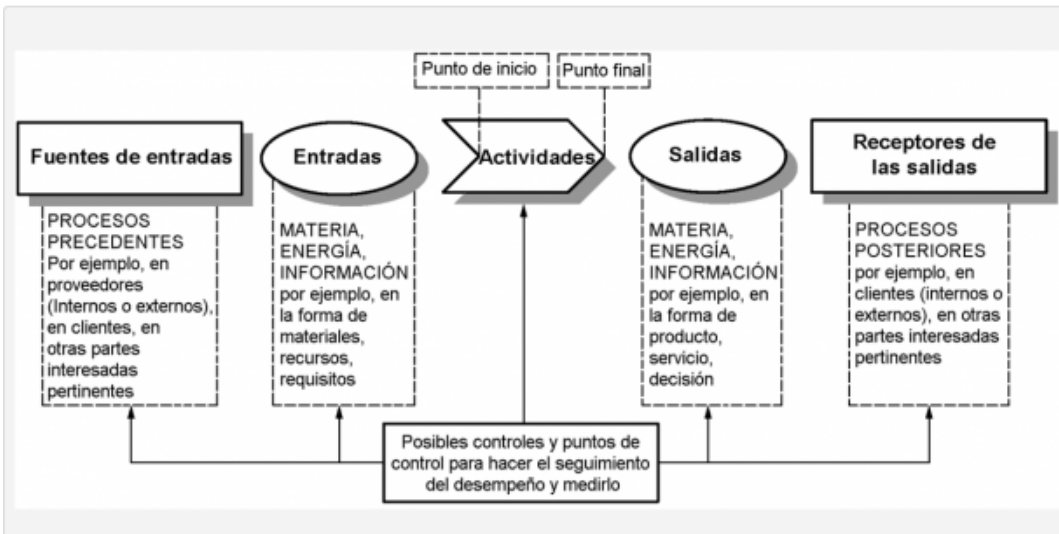 Punto de inicio
Punto final
Fuentes de entradas
Entradas
Actividades
Salidas
Receptores de
las salidas
PROCESOS
PRECEDENTES
Por ejemplo, en
proveedores
(Internos o externos),
en clientes, en
otras partes
interesadas
pertinentes
MATERIA,
ENERGÍA,
INFORMACIÓN
por ejemplo, en
la forma de
materiales,
recursos,
requisitos
MATERIA,
ENERGÍA,
INFORMACIÓN
por ejemplo, en
la forma de
producto,
servicio,
decisión
PROCESOS
POSTERIORES
por ejemplo, en
clientes (internos o
externos), en otras
partes interesadas
pertinentes
Posibles controles y puntos de
control para hacer el seguimiento
del desempeño y medirlo